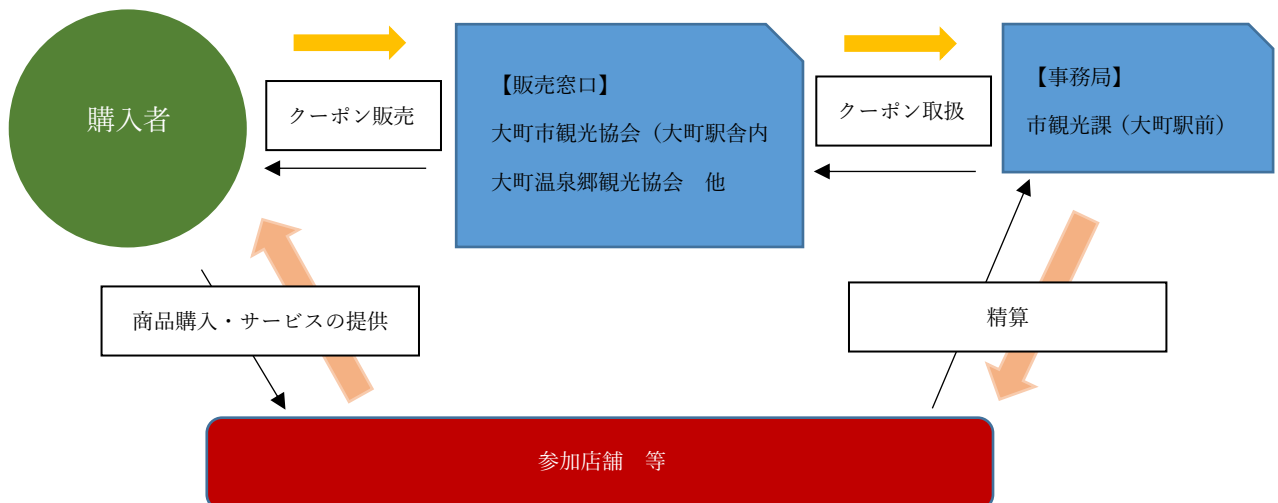 購入者
クーポン販売
【販売窓口】
大町市観光協会（大町駅舎内
大町温泉郷観光協会　他
クーポン取扱
【事務局】
市観光課（大町駅前）
商品購入・サービスの提供
精算
参加店舗　等